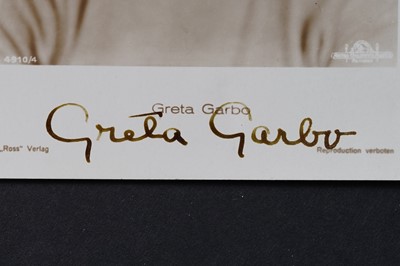 4910/4
Greta Garbo
Greta Garbo
„Ross" Verlag
Reproduction verboten